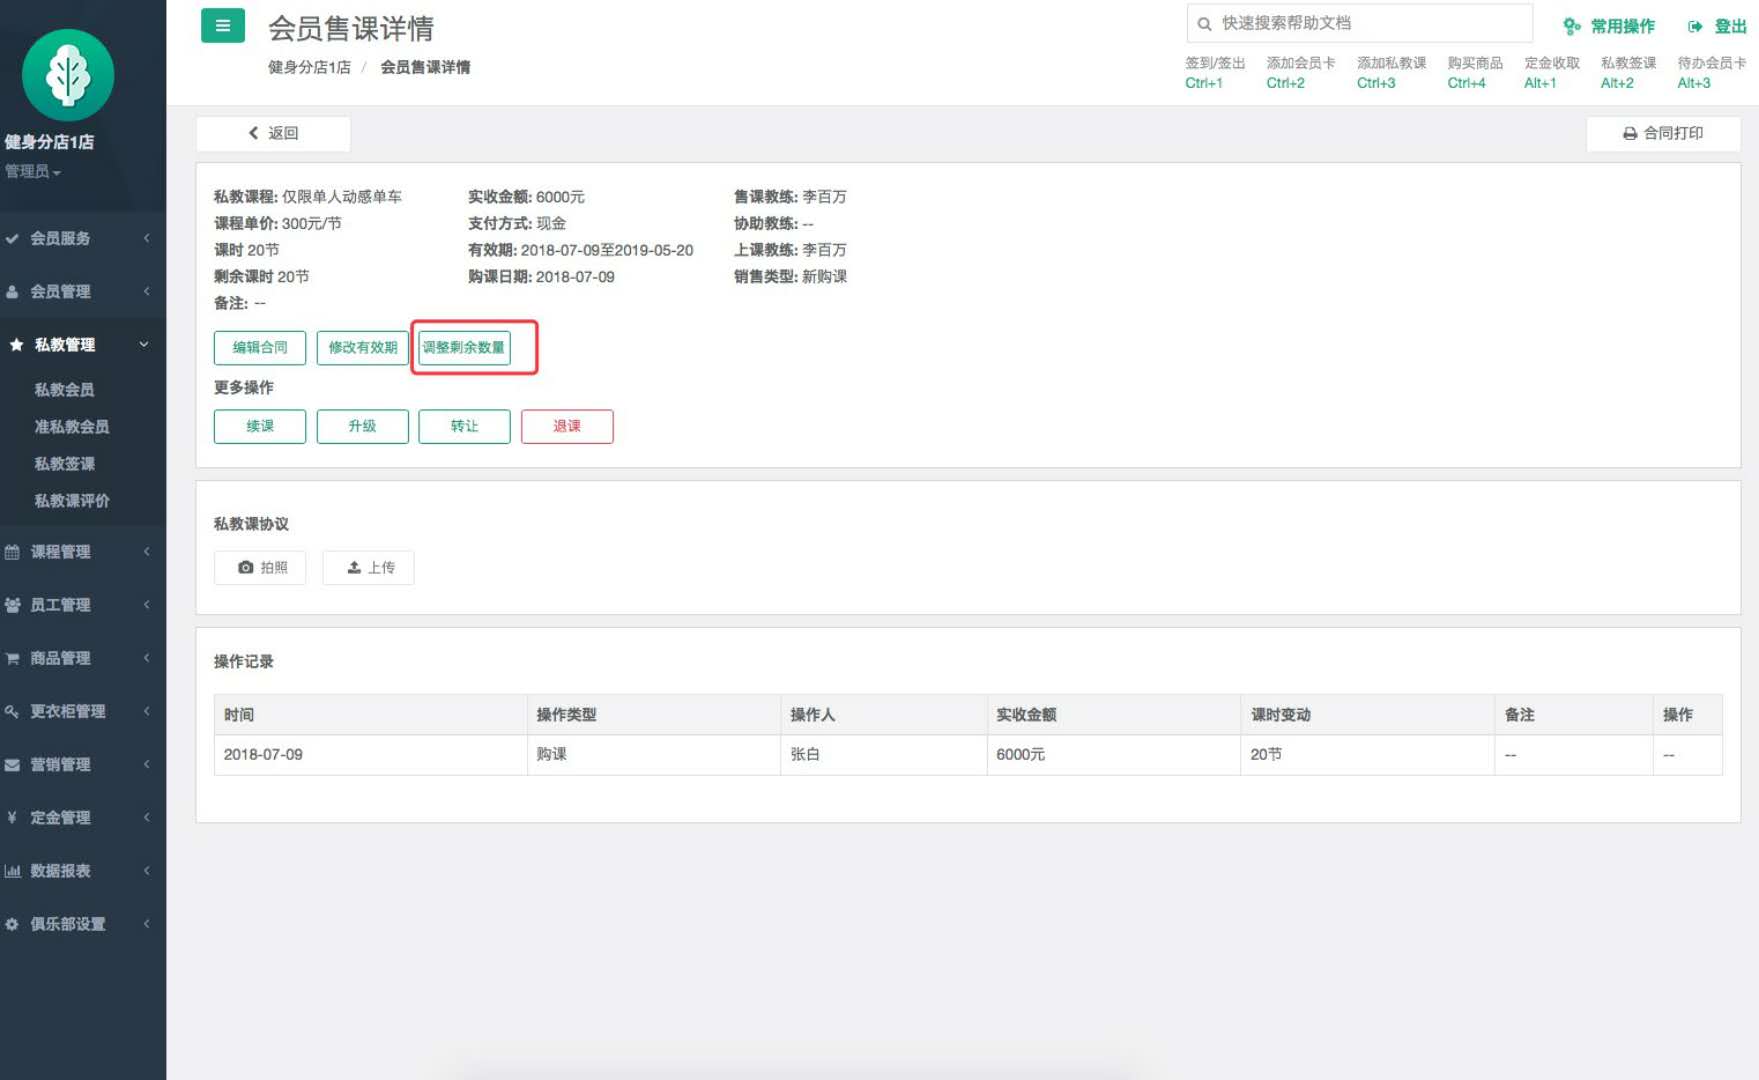 会员售课详情
快速搜索帮助文档
常用操作
登出
健身分店1店 / 会员售课详情
签到/签出 添加会员卡 添加私教课 购买商品 定金收取 私教签课 待办会员卡
Ctrl+1 Ctrl+2 Ctrl+3 Ctrl+4 Alt+1 Alt+2 Alt+3
健身分店1店
管理员
会员服务
会员管理
私教管理
私教会员
准私教会员
私教签课
私教课评价
课程管理
员工管理
商品管理
更衣柜管理
营销管理
¥ 定金管理
数据报表
俱乐部设置
返回
合同打印
私教课程: 仅限单人动感单车 实收金额: 6000元 售课教练: 李百万
课程单价: 300元/节 支付方式: 现金 协助教练: --
课时 20节 有效期: 2018-07-09至2019-05-20 上课教练: 李百万
剩余课时 20节 购课日期: 2018-07-09 销售类型: 新购课
备注: --
编辑合同 修改有效期 调整剩余数量
更多操作
续课 升级 转让 退课
私教课协议
拍照 上传
操作记录
时间 操作类型 操作人 实收金额 课时变动 备注 操作
2018-07-09 购课 张白 6000元 20节 -- --